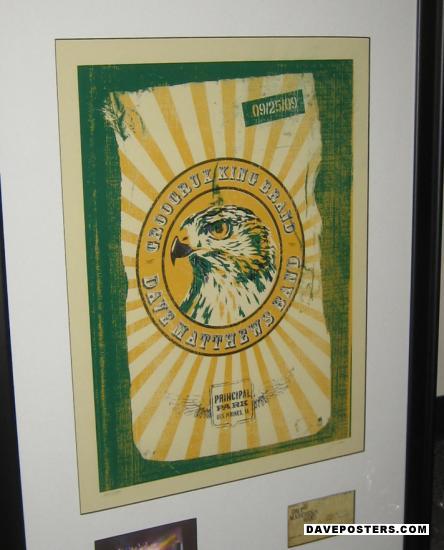 09/25/09
GROOGRUX KING BRAND
DAVE MATTHEWS BAND
PRINCIPAL
PARK
DES MOINES, IA
DAVEPOSTERS.COM